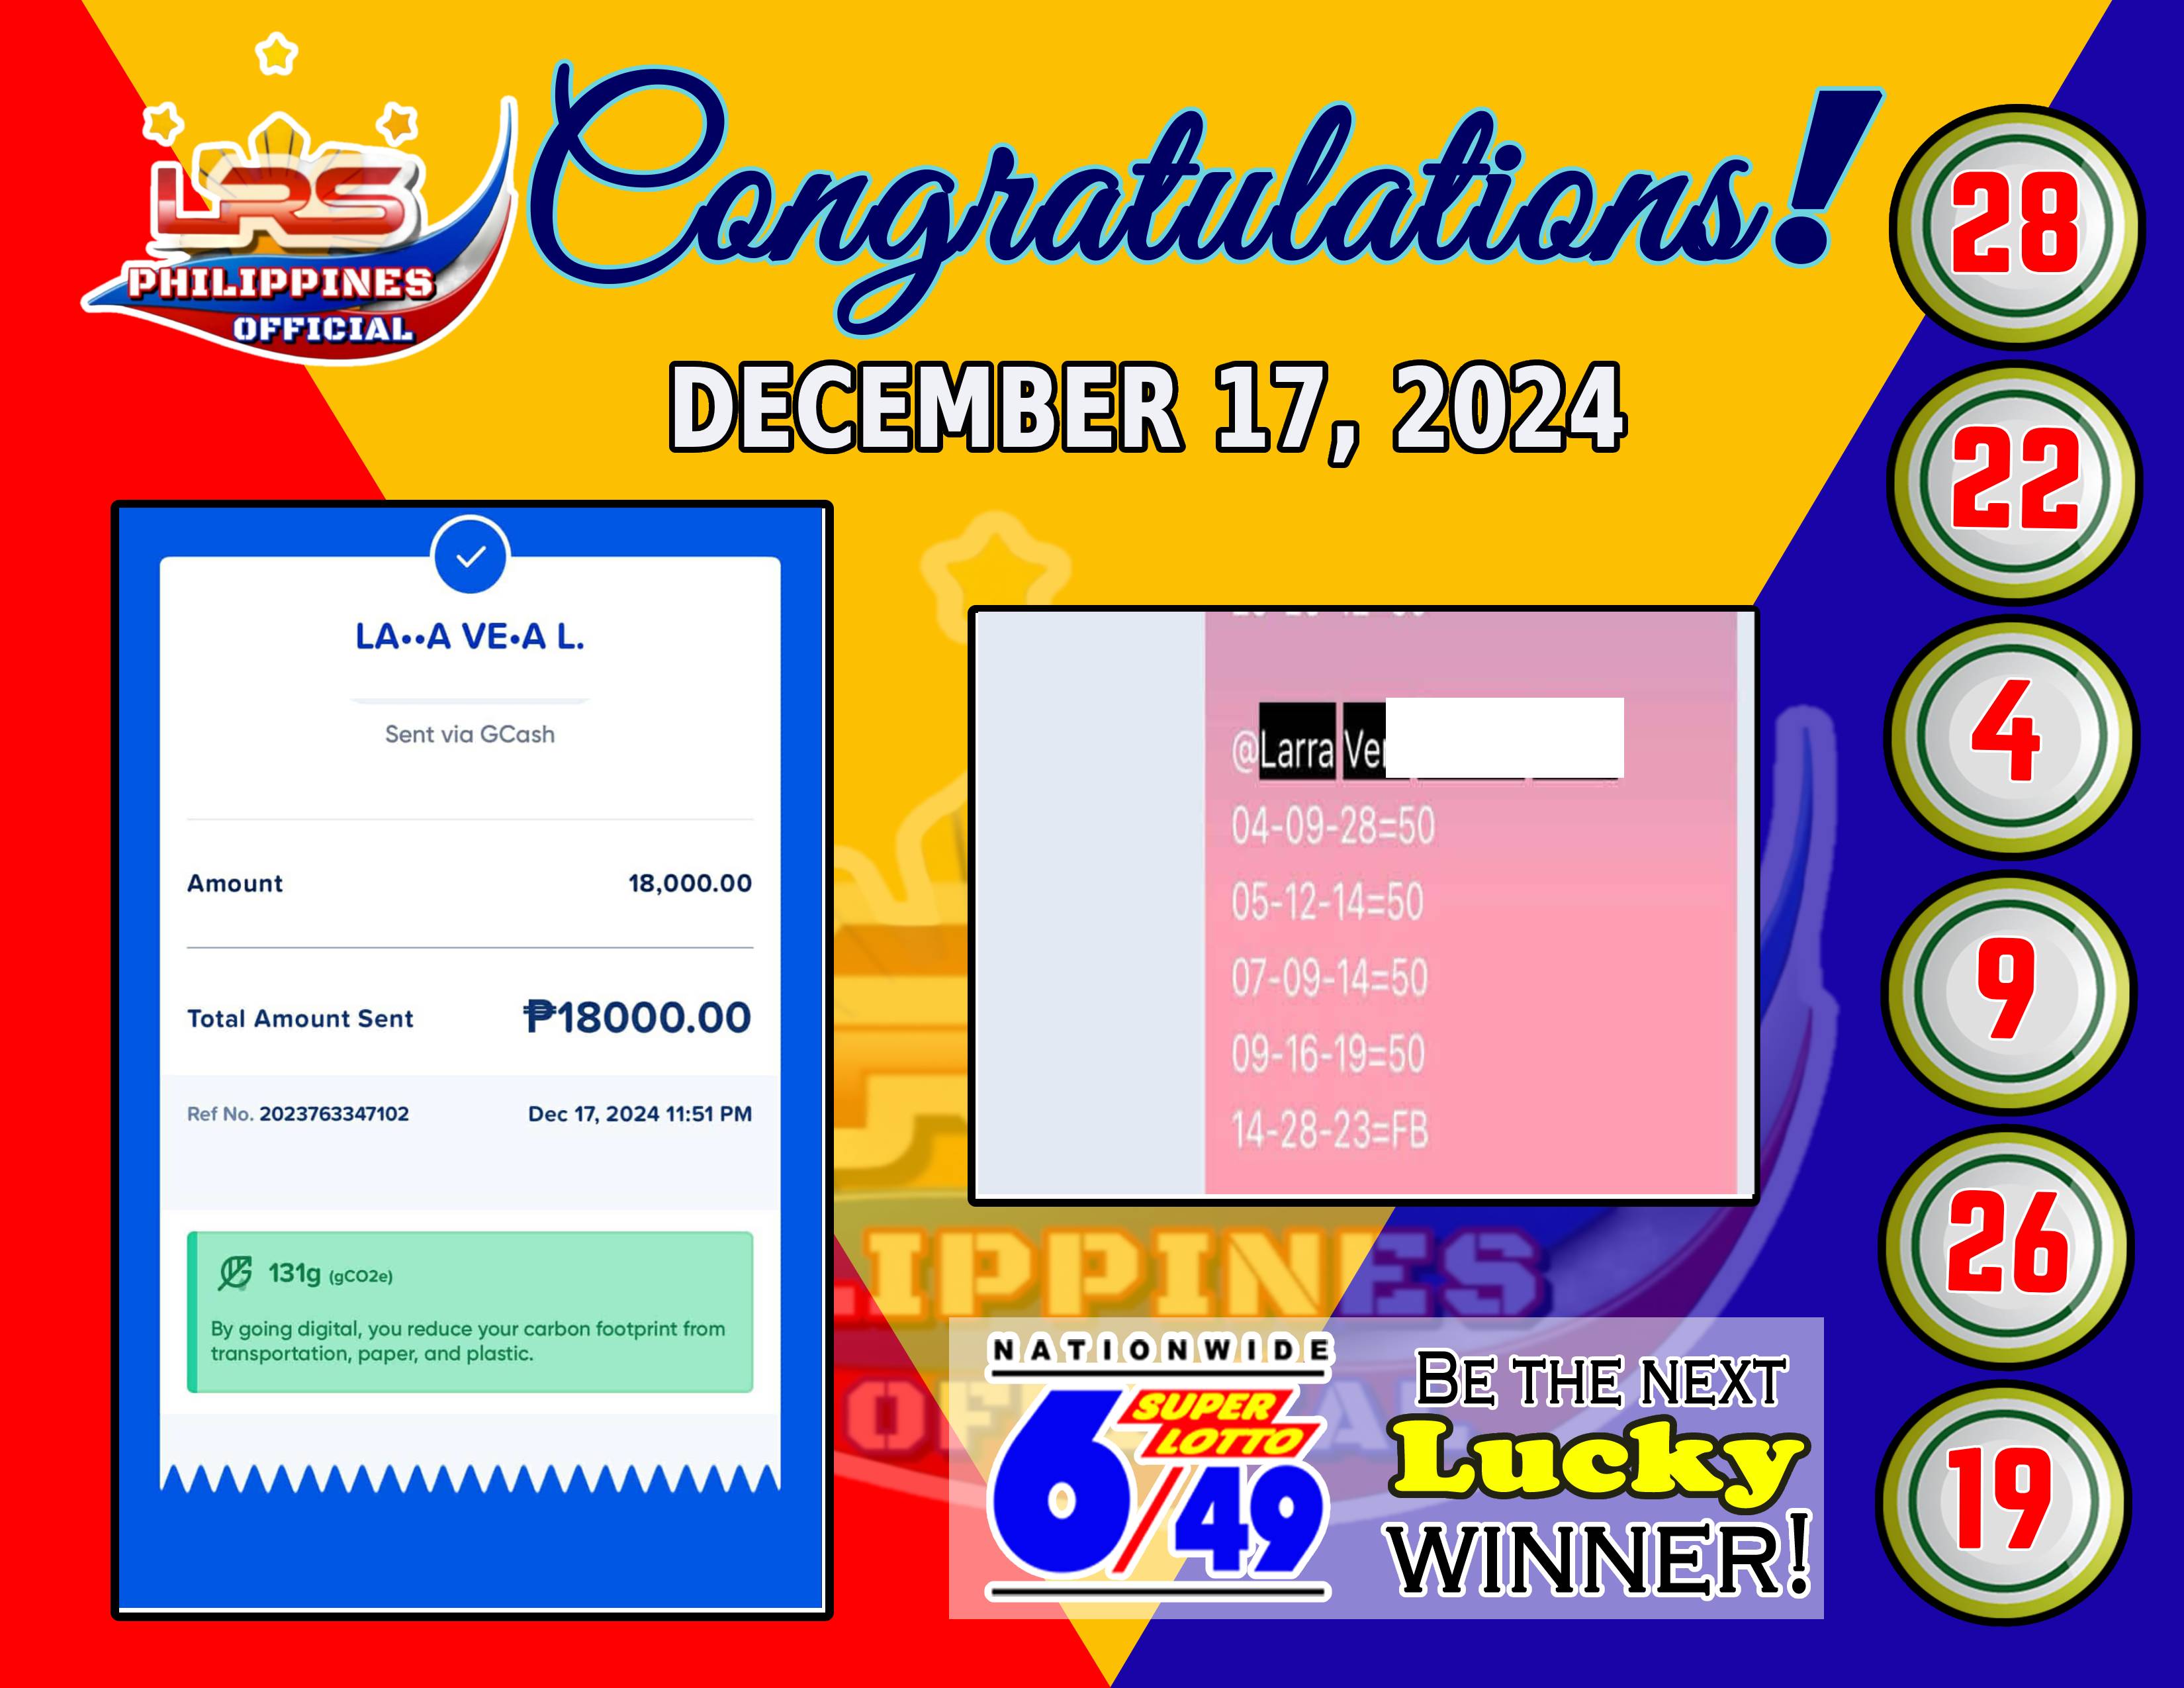 LRS
PHILIPPINES
OFFICIAL
Congratulations!
DECEMBER 17, 2024
LA••A VE•A L.
Sent via GCash
Amount 18,000.00
Total Amount Sent ₱18000.00
Ref No. 2023763347102 Dec 17, 2024 11:51 PM
131g (gCO2e)
By going digital, you reduce your carbon footprint from
transportation, paper, and plastic.
@Larra Ve
04-09-28=50
05-12-14=50
07-09-14=50
09-16-19=50
14-28-23=FB
LIPPINES
NATIONWIDE
SUPER
LOTTO
6/49
BE THE NEXT
Lucky
WINNER!
28
22
4
9
26
19